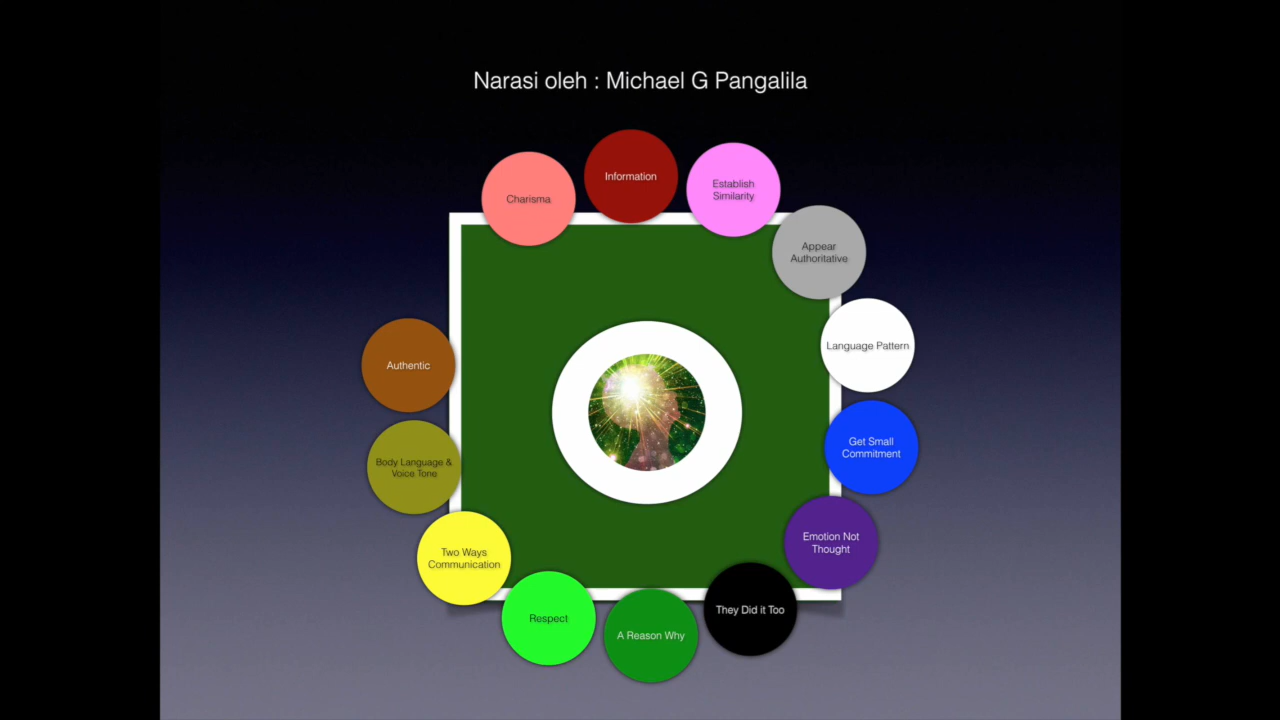 Narasi oleh : Michael G Pangalila
Charisma
Information
Establish
Similarity
Appear
Authoritative
Language Pattern
Get Small
Commitment
Emotion Not
Thought
They Did it Too
A Reason Why
Respect
Two Ways
Communication
Body Language &
Voice Tone
Authentic